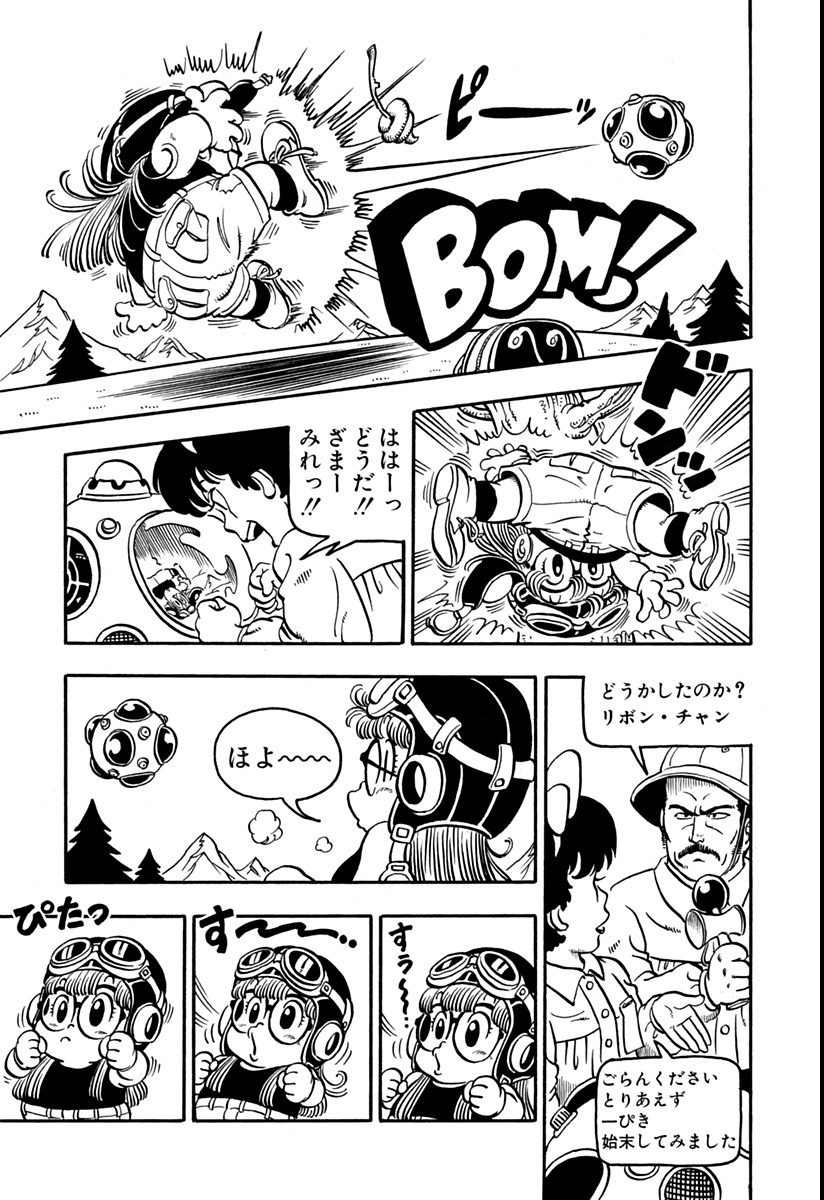 ピーーッ
BOM!
ドンッ
ははーっ
どうだ!!
ざまー
みれっ!!
どうかしたのか?
リボン・チャン
ほよ〜〜〜
ごらんください
とりあえず
一ぴき
始末してみました
すぅ〜…
す〜〜‥
ぴたっ